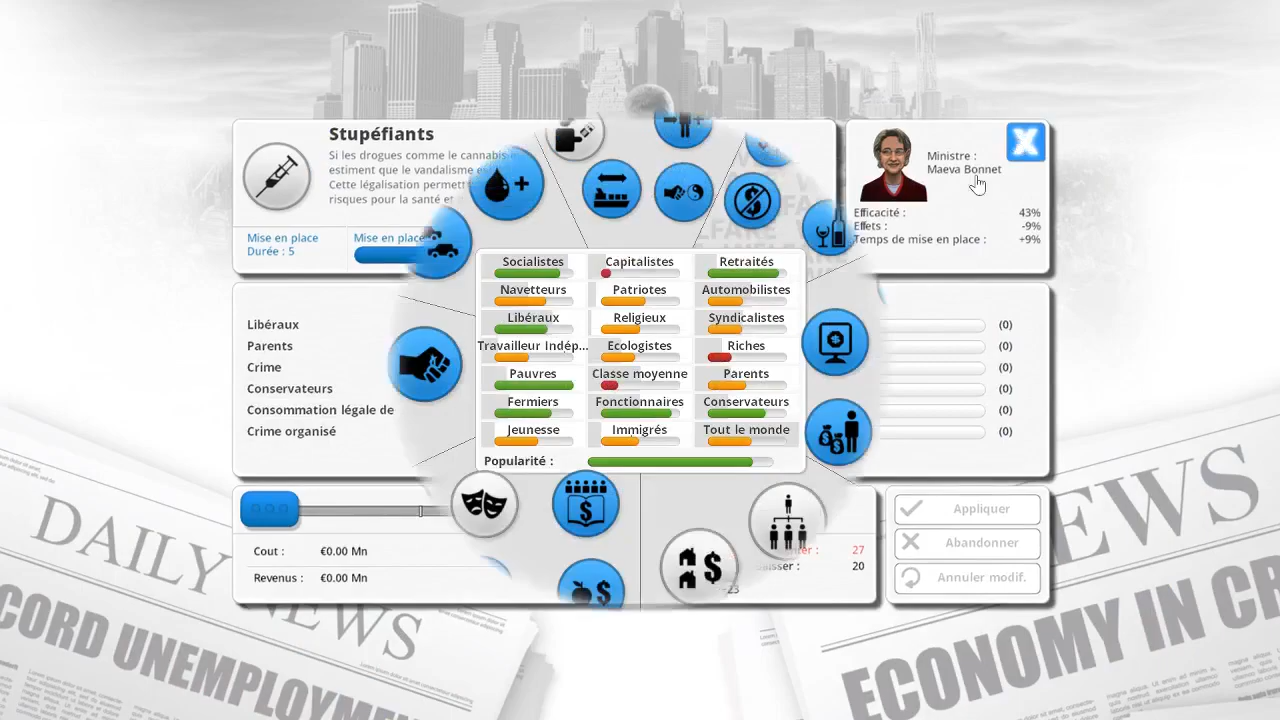 Stupéfiants
Si les drogues comme le cannabis
estiment que le vandalisme e
Cette légalisation permett
risques pour la santé et
Mise en place
Durée : 5
Mise en place
Ministre :
Maeva Bonnet
Efficacité : 43%
Effets : -9%
Temps de mise en place : +9%
Socialistes Capitalistes Retraités
Navetteurs Patriotes Automobilistes
Libéraux Religieux Syndicalistes
Travailleur Indép... Ecologistes Riches
Pauvres Classe moyenne Parents
Fermiers Fonctionnaires Conservateurs
Jeunesse Immigrés Tout le monde
Popularité :
Libéraux (0)
Parents (0)
Crime (0)
Conservateurs (0)
Consommation légale de (0)
Crime organisé (0)
Cout : €0.00 Mn
Revenus : €0.00 Mn
27
aisser : 20
-23
Appliquer
Abandonner
Annuler modif.
DAILY NEWS
CORD UNEMPLOYME
NEWS
ECONOMY IN CR